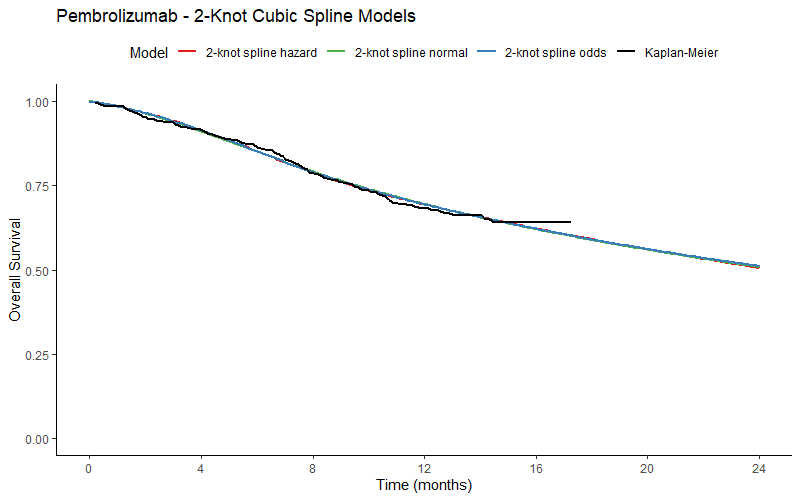 Pembrolizumab - 2-Knot Cubic Spline Models
Model 2-knot spline hazard 2-knot spline normal 2-knot spline odds Kaplan-Meier
Overall Survival
1.00
0.75
0.50
0.25
0.00
0 4 8 12 16 20 24
Time (months)